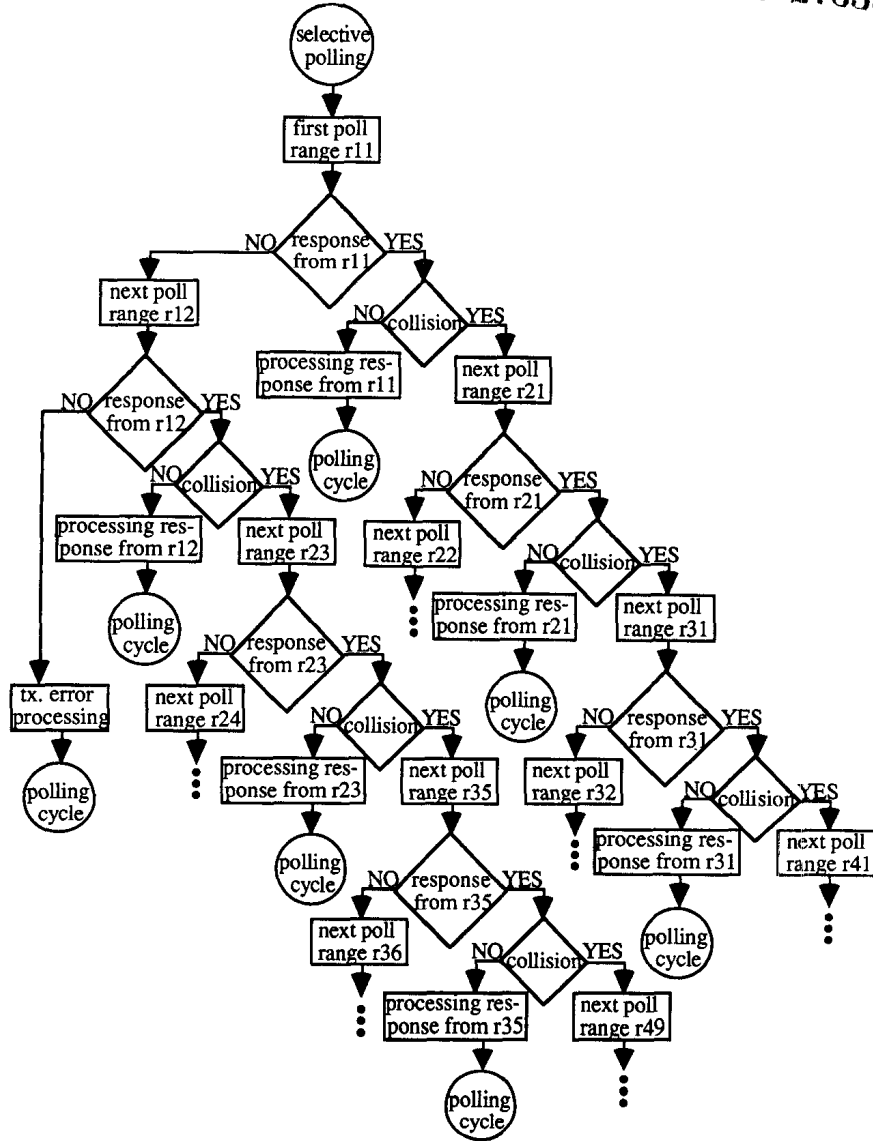 selective
polling
first poll
range r11
NO
response
from r11
YES
next poll
range r12
NO
collision
YES
processing res-
ponse from r11
next poll
range r21
NO
response
from r12
YES
polling
cycle
NO
collision
YES
NO
response
from r21
YES
processing res-
ponse from r12
next poll
range r23
next poll
range r22
NO
collision
YES
polling
cycle
processing res-
ponse from r21
next poll
range r31
NO
response
from r23
YES
tx. error
processing
next poll
range r24
polling
cycle
NO
collision
YES
NO
response
from r31
YES
polling
cycle
processing res-
ponse from r23
next poll
range r35
next poll
range r32
NO
collision
YES
polling
cycle
processing res-
ponse from r31
next poll
range r41
NO
response
from r35
YES
next poll
range r36
polling
cycle
NO
collision
YES
processing res-
ponse from r35
next poll
range r49
polling
cycle